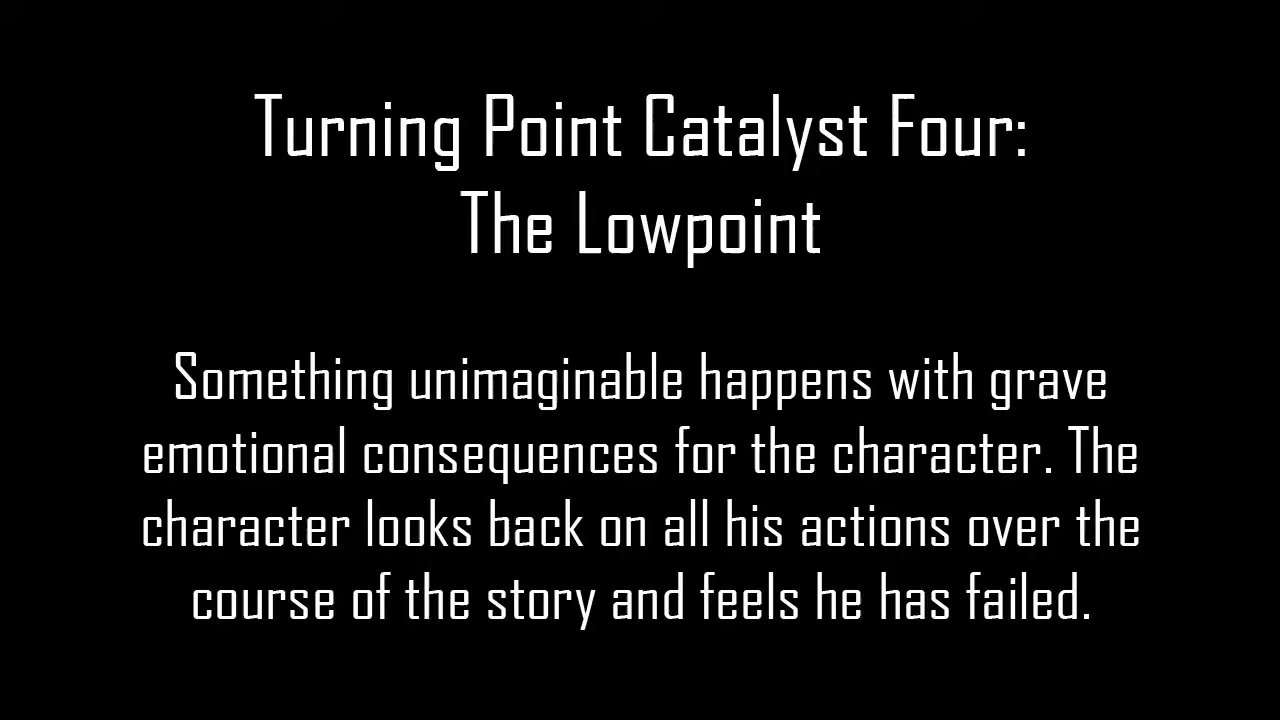 Turning Point Catalyst Four:
The Lowpoint
Something unimaginable happens with grave
emotional consequences for the character. The
character looks back on all his actions over the
course of the story and feels he has failed.